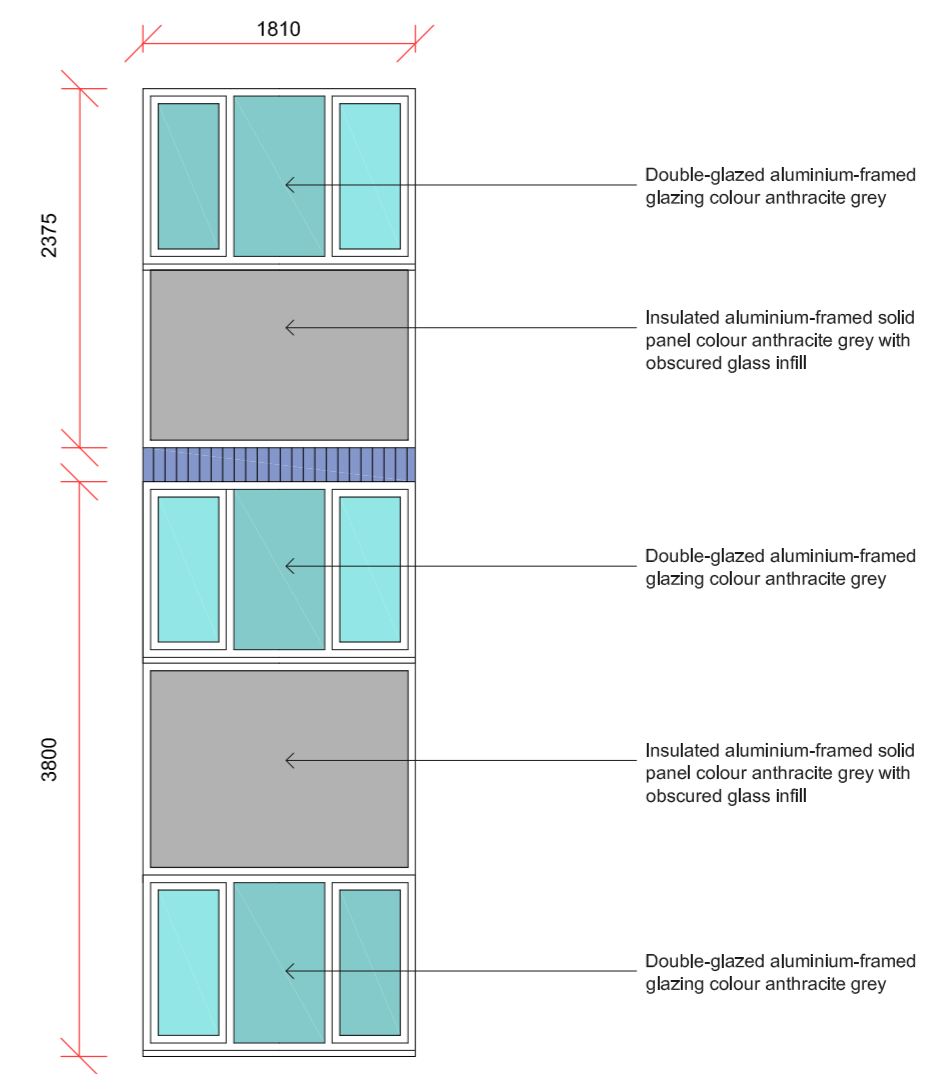 1810
2375
Double-glazed aluminium-framed
glazing colour anthracite grey
Insulated aluminium-framed solid
panel colour anthracite grey with
obscured glass infill
3800
Double-glazed aluminium-framed
glazing colour anthracite grey
Insulated aluminium-framed solid
panel colour anthracite grey with
obscured glass infill
Double-glazed aluminium-framed
glazing colour anthracite grey